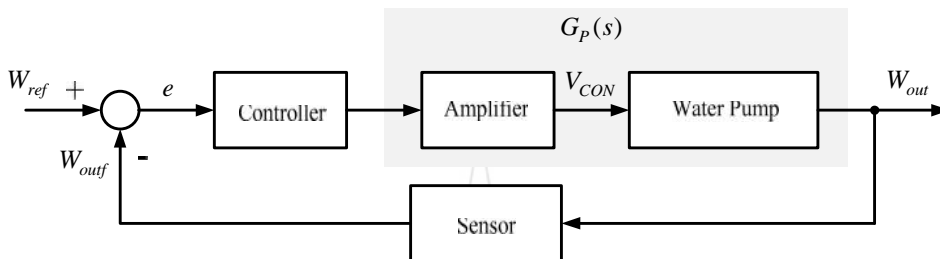 G_P(s)
W_ref
+
e
Controller
Amplifier
V_CON
Water Pump
W_out
W_outf
-
Sensor